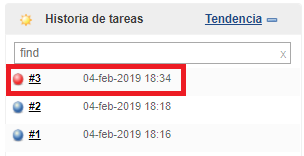 Historia de tareas Tendencia
find x
#3 04-feb-2019 18:34
#2 04-feb-2019 18:18
#1 04-feb-2019 18:16